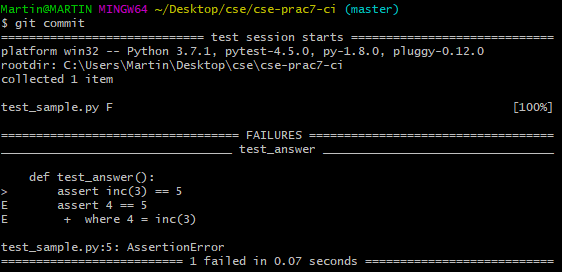 Martin@MARTIN MINGW64 ~/Desktop/cse/cse-prac7-ci (master)
$ git commit
============================= test session starts =============================
platform win32 -- Python 3.7.1, pytest-4.5.0, py-1.8.0, pluggy-0.12.0
rootdir: C:\Users\Martin\Desktop\cse\cse-prac7-ci
collected 1 item

test_sample.py F                                                         [100%]

================================== FAILURES ===================================
_________________________________ test_answer _________________________________

    def test_answer():
>       assert inc(3) == 5
E       assert 4 == 5
E        +  where 4 = inc(3)

test_sample.py:5: AssertionError
========================== 1 failed in 0.07 seconds ===========================